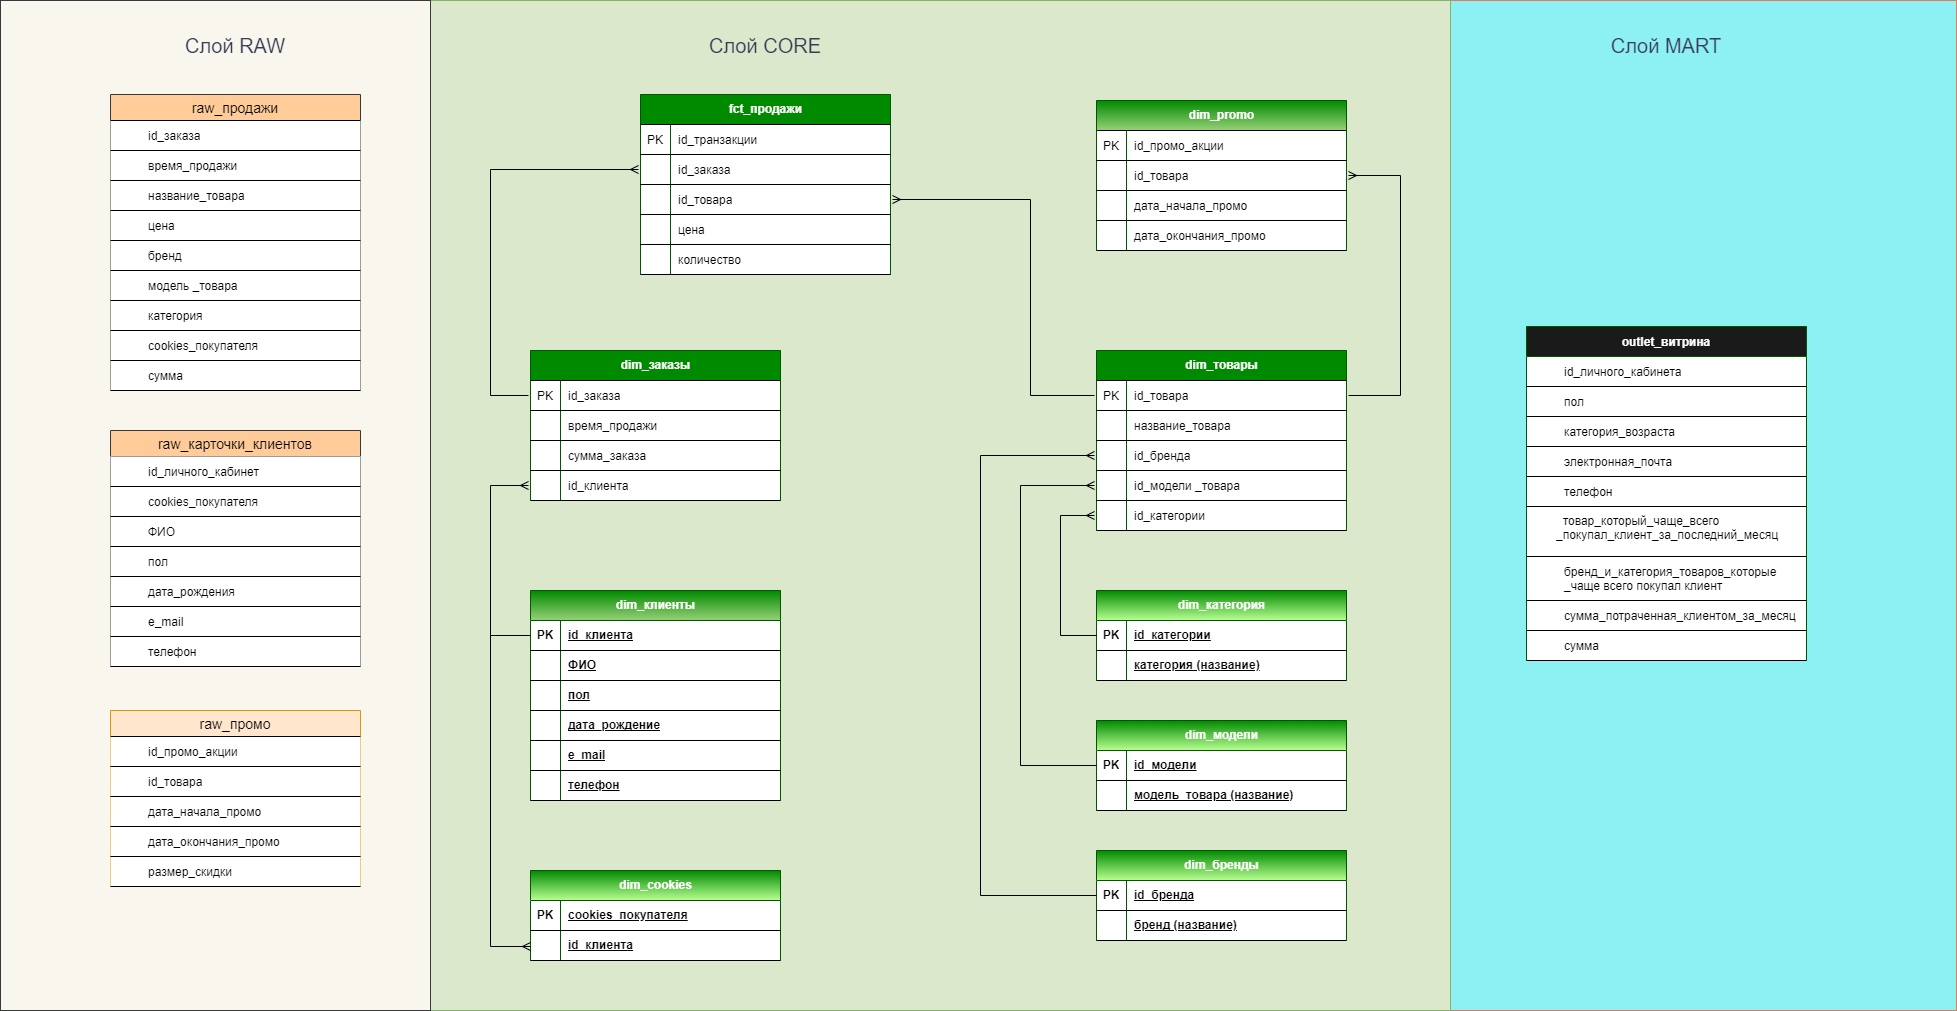 Слой RAW
raw_продажи
id_заказа
время_продажи
название_товара
цена
бренд
модель _товара
категория
cookies_покупателя
сумма
raw_карточки_клиентов
id_личного_кабинет
cookies_покупателя
ФИО
пол
дата_рождения
e_mail
телефон
raw_промо
id_промо_акции
id_товара
дата_начала_промо
дата_окончания_промо
размер_скидки
Слой CORE
fct_продажи
PK id_транзакции
id_заказа
id_товара
цена
количество
dim_promo
PK id_промо_акции
id_товара
дата_начала_промо
дата_окончания_промо
dim_заказы
PK id_заказа
время_продажи
сумма_заказа
id_клиента
dim_товары
PK id_товара
название_товара
id_бренда
id_модели _товара
id_категории
dim_клиенты
PK id_клиента
ФИО
пол
дата_рождение
e_mail
телефон
dim_категория
PK id_категории
категория (название)
dim_модели
PK id_модели
модель_товара (название)
dim_cookies
PK cookies_покупателя
id_клиента
dim_бренды
PK id_бренда
бренд (название)
Слой MART
outlet_витрина
id_личного_кабинета
пол
категория_возраста
электронная_почта
телефон
товар_который_чаще_всего
_покупал_клиент_за_последний_месяц
бренд_и_категория_товаров_которые
_чаще всего покупал клиент
сумма_потраченная_клиентом_за_месяц
сумма